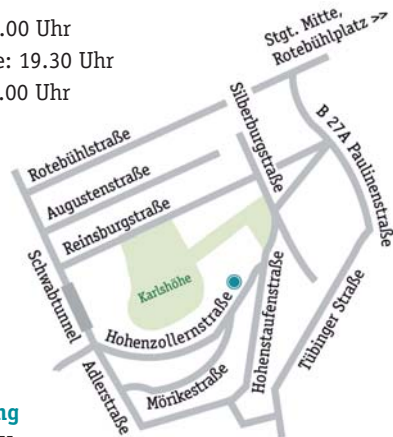 .00 Uhr
e: 19.30 Uhr
.00 Uhr
Stgt. Mitte,
Rotebühlplatz >>
Rotebühlstraße
Silberburgstraße
B 27A Paulinenstraße
Augustenstraße
Reinsburgstraße
Karlshöhe
Schwabtunnel
Hohenzollernstraße
Hohenstaufenstraße
Tübinger Straße
Adlerstraße
Mörikestraße
ng